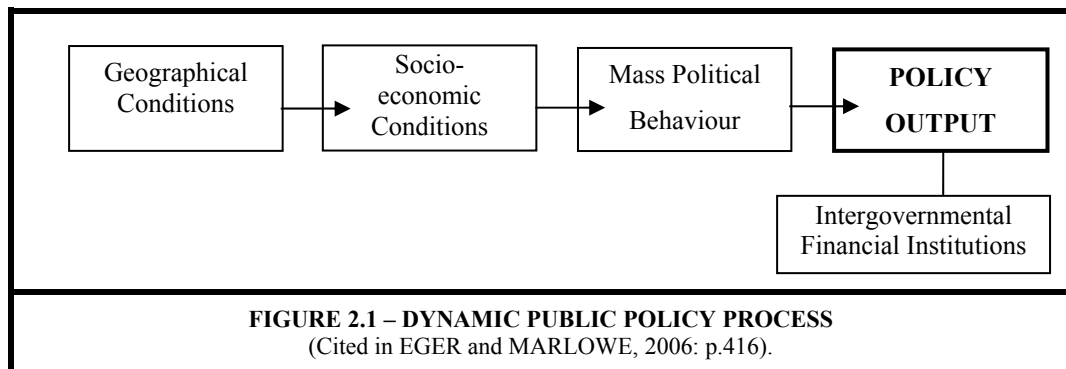 Geographical
Conditions
Socio-
economic
Conditions
Mass Political
Behaviour
POLICY
OUTPUT
Intergovernmental
Financial Institutions
FIGURE 2.1 – DYNAMIC PUBLIC POLICY PROCESS
(Cited in EGER and MARLOWE, 2006: p.416).